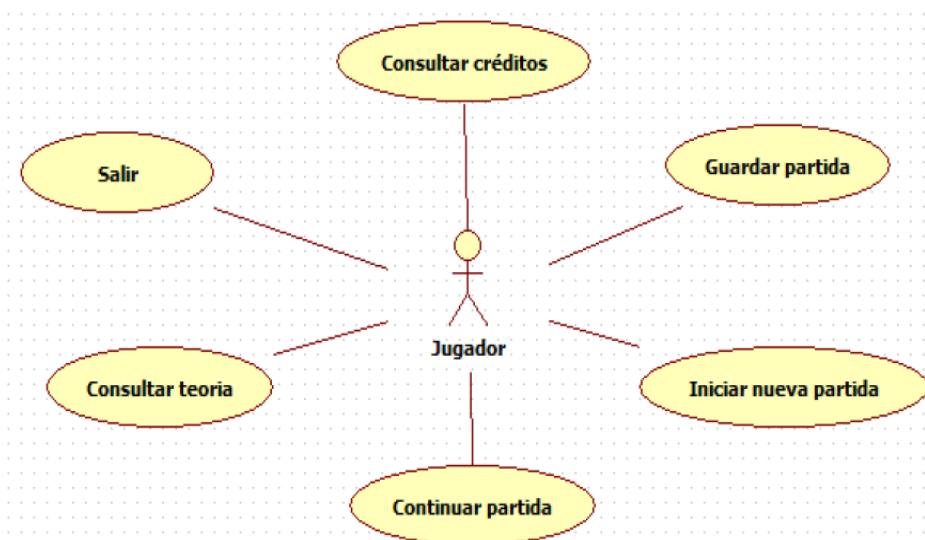 Consultar créditos
Salir
Guardar partida
Jugador
Consultar teoria
Iniciar nueva partida
Continuar partida